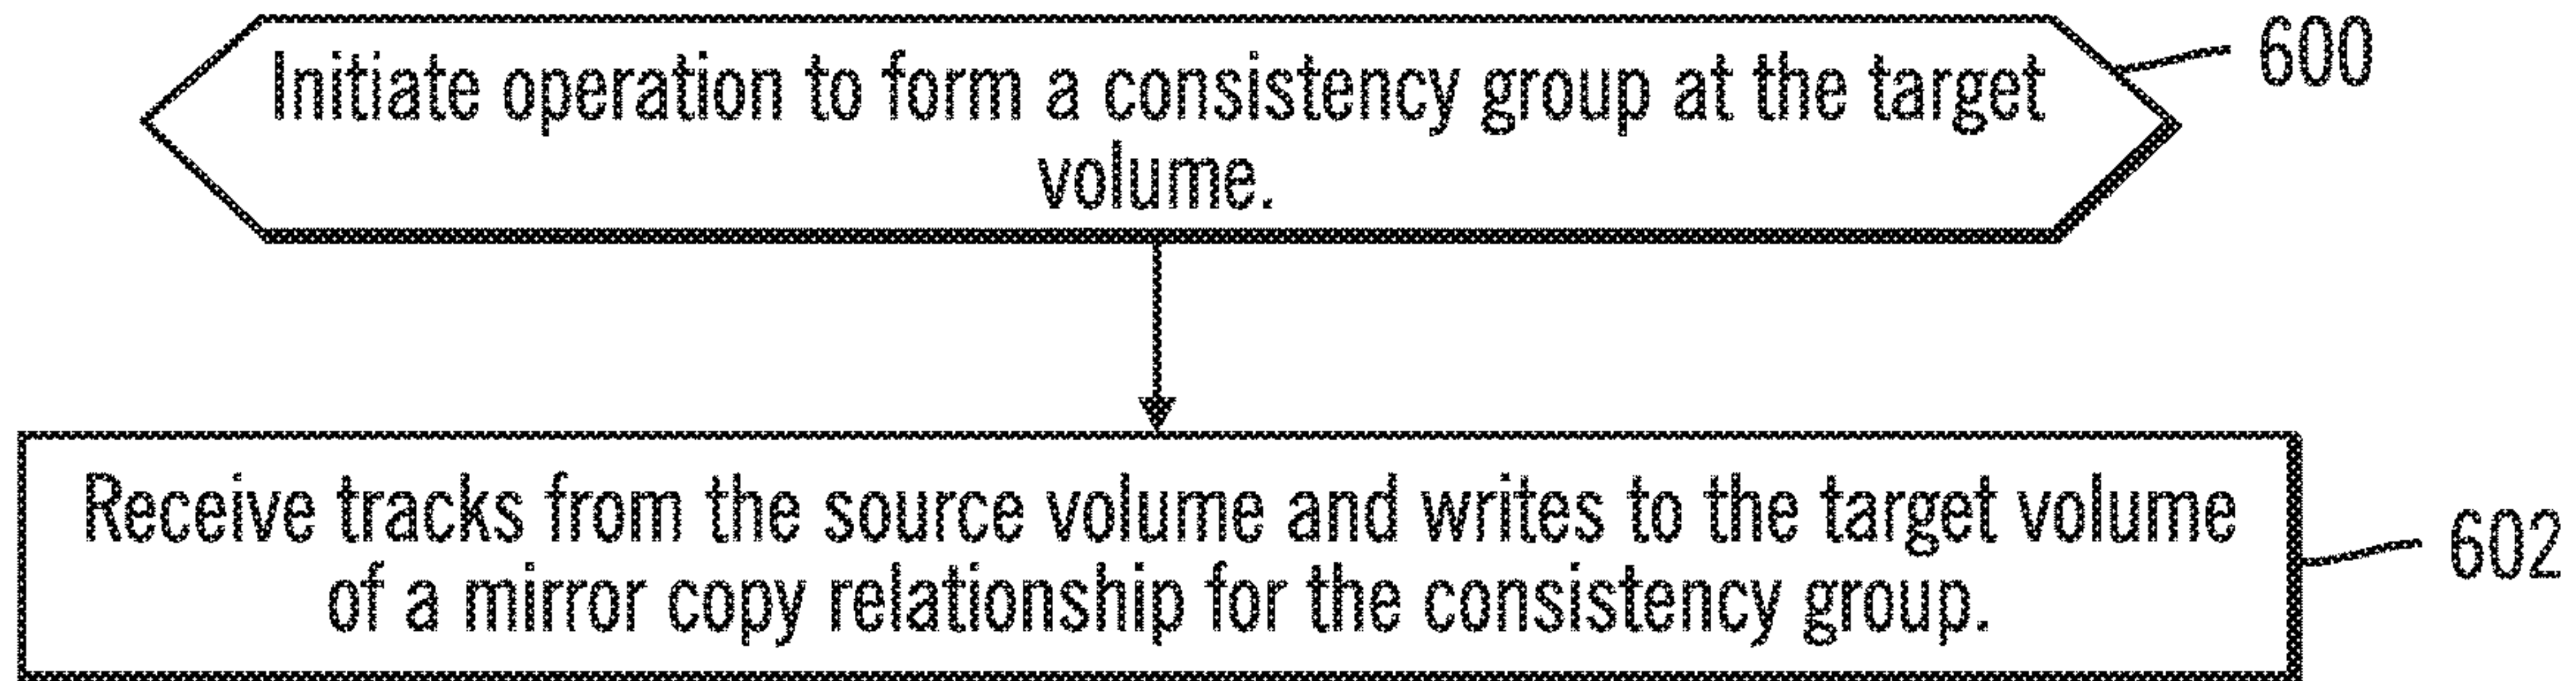 Initiate operation to form a consistency group at the target
volume.
600
Receive tracks from the source volume and writes to the target volume
of a mirror copy relationship for the consistency group.
602